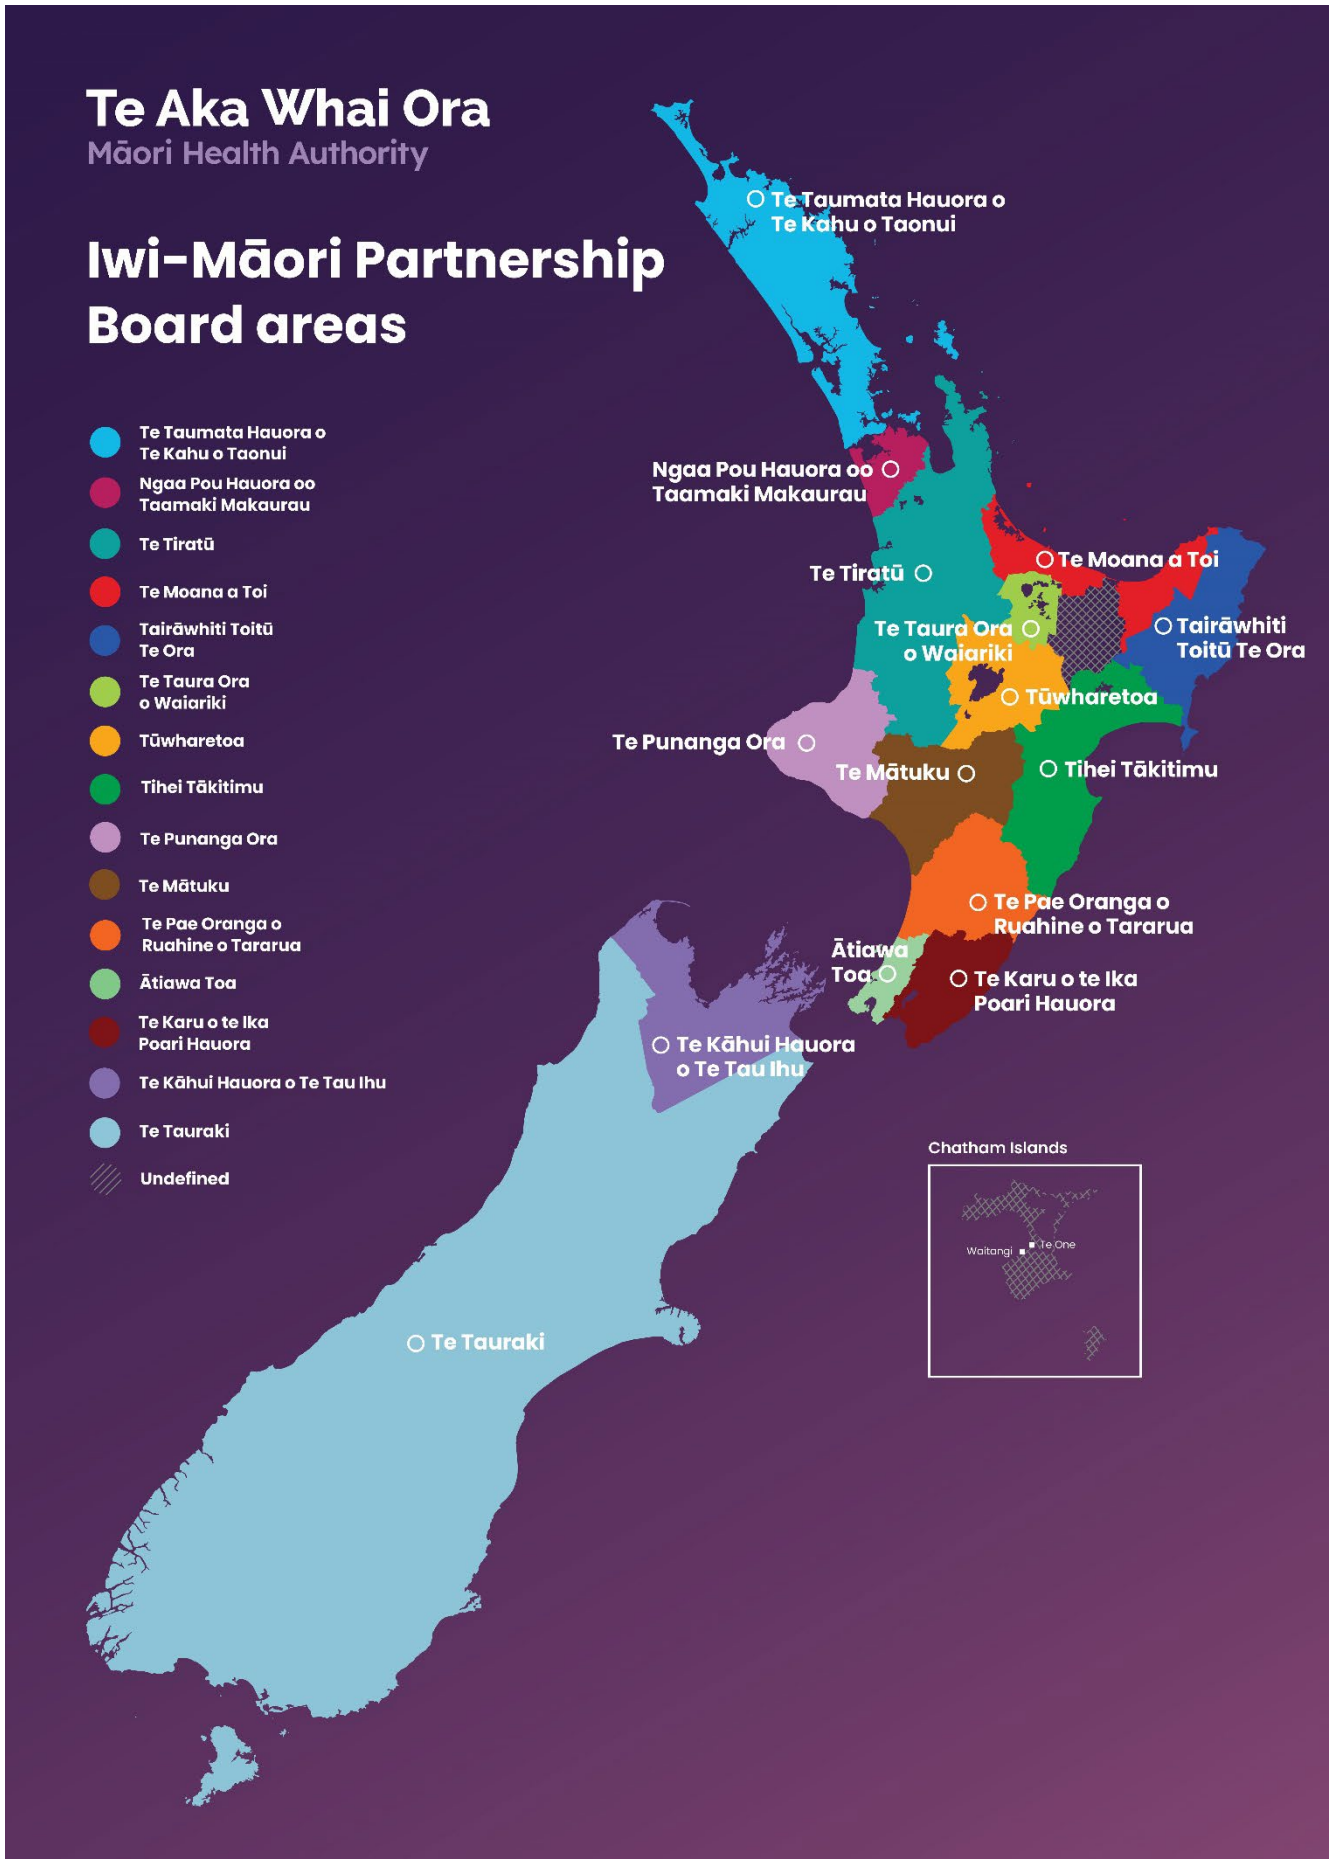 Te Aka Whai Ora
Māori Health Authority
Iwi-Māori Partnership
Board areas
Te Taumata Hauora o
Te Kahu o Taonui
Ngaa Pou Hauora oo
Taamaki Makaurau
Te Tiratū
Te Moana a Toi
Tairāwhiti Toitū
Te Ora
Te Taura Ora
o Waiariki
Tūwharetoa
Tihei Tākitimu
Te Punanga Ora
Te Mātuku
Te Pae Oranga o
Ruahine o Tararua
Ātiawa Toa
Te Karu o te Ika
Poari Hauora
Te Kāhui Hauora o Te Tau Ihu
Te Tauraki
Undefined
Te Taumata Hauora o
Te Kahu o Taonui
Ngaa Pou Hauora oo
Taamaki Makaurau
Te Moana a Toi
Te Tiratū
Te Taura Ora
o Waiariki
Tairāwhiti
Toitū Te Ora
Tūwharetoa
Te Punanga Ora
Te Mātuku
Tihei Tākitimu
Te Pae Oranga o
Ruahine o Tararua
Ātiawa
Toa
Te Karu o te Ika
Poari Hauora
Te Kāhui Hauora
o Te Tau Ihu
Te Tauraki
Chatham Islands
Te One
Waitangi